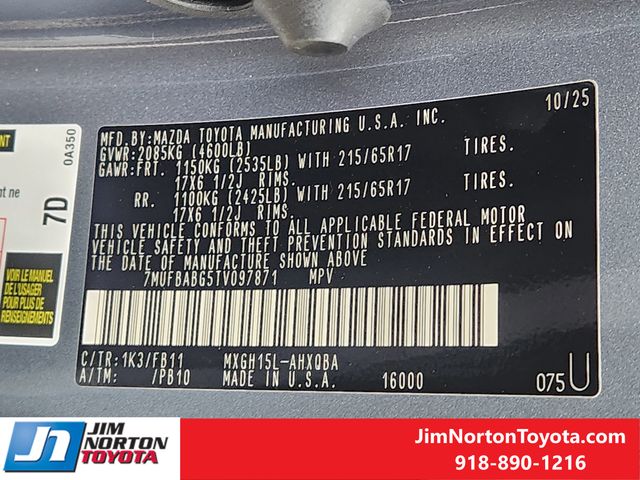 10/25
MFD.BY:MAZDA TOYOTA MANUFACTURING U.S.A. INC.
GVWR:2085KG (4600LB)
GAWR:FRT. 1150KG (2535LB) WITH 215/65R17 TIRES.
17X6 1/2J RIMS.
RR. 1100KG (2425LB) WITH 215/65R17 TIRES.
17X6 1/2J RIMS.
THIS VEHICLE CONFORMS TO ALL APPLICABLE FEDERAL MOTOR
VEHICLE SAFETY AND THEFT PREVENTION STANDARDS IN EFFECT ON
THE DATE OF MANUFACTURE SHOWN ABOVE
7MUFBABG5TV097871 MPV
C/TR:1K3/FB11 MXGH15L-AHXQBA
A/TM: /PB10 MADE IN U.S.A. 16000 075U
0A350
nt ne
7D
VOIR LE MANUEL
DE L'USAGER
POUR PLUS DE
RENSEIGNEMENTS
JIM
NORTON
TOYOTA
JimNortonToyota.com
918-890-1216